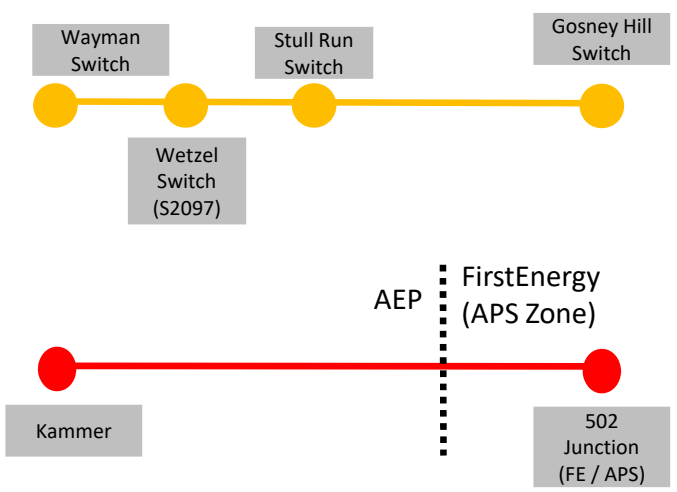 Wayman
Switch
Stull Run
Switch
Gosney Hill
Switch
Wetzel
Switch
(S2097)
AEP
FirstEnergy
(APS Zone)
Kammer
502
Junction
(FE / APS)